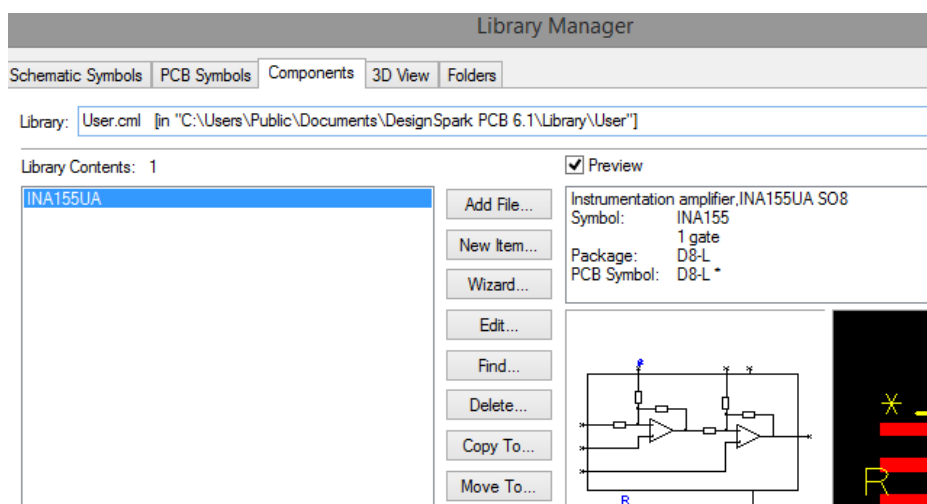 Library Manager
Schematic Symbols PCB Symbols Components 3D View Folders
Library: User.cml [in "C:\Users\Public\Documents\DesignSpark PCB 6.1\Library\User"]
Library Contents: 1
Preview
INA155UA
Add File...
New Item...
Wizard...
Edit...
Find...
Delete...
Copy To...
Move To...
Instrumentation amplifier,INA155UA SO8
Symbol: INA155
1 gate
Package: D8-L
PCB Symbol: D8-L *
R
*
R